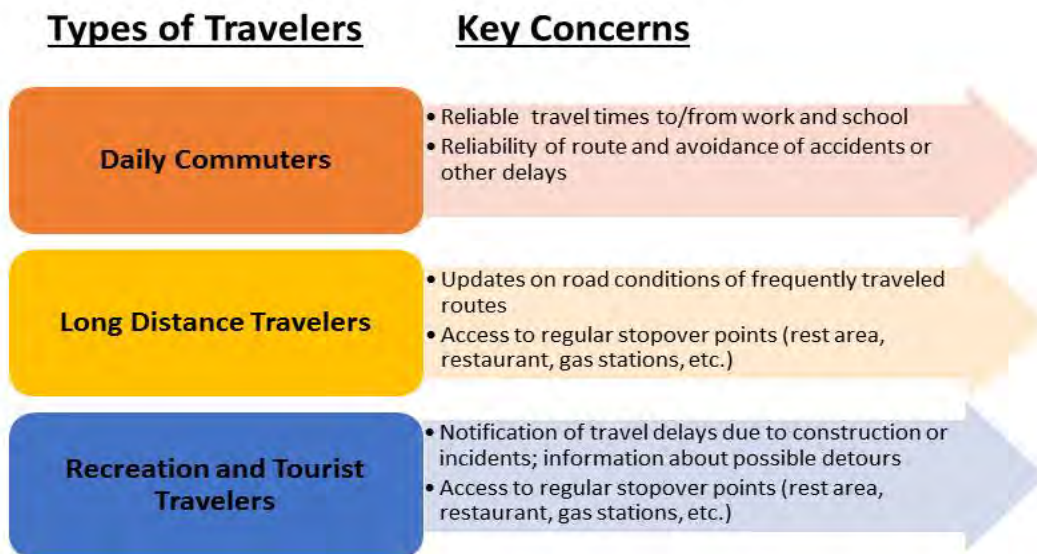 Types of Travelers
Key Concerns
Daily Commuters
• Reliable travel times to/from work and school
• Reliability of route and avoidance of accidents or
other delays
Long Distance Travelers
• Updates on road conditions of frequently traveled
routes
• Access to regular stopover points (rest area,
restaurant, gas stations, etc.)
Recreation and Tourist
Travelers
• Notification of travel delays due to construction or
incidents; information about possible detours
• Access to regular stopover points (rest area,
restaurant, gas stations, etc.)